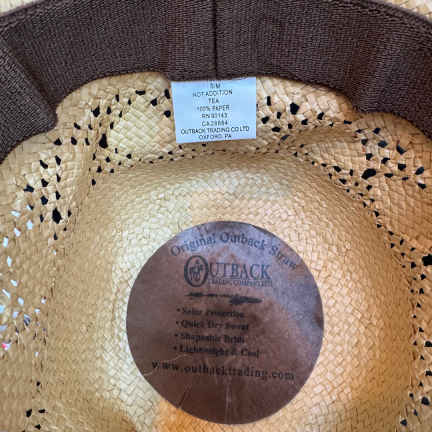 S/M
HOT ADDITION
TEA
100% PAPER
RN 92143
CA 29684
OUTBACK TRADING CO LTD
OXFORD, PA
Original Outback Straw
OUTBACK
TRADING COMPANY LTD
• Solar Protection
• Quick Dry Sweat
• Shapeable Brim
• Lightweight & Cool
www.outbacktrading.com